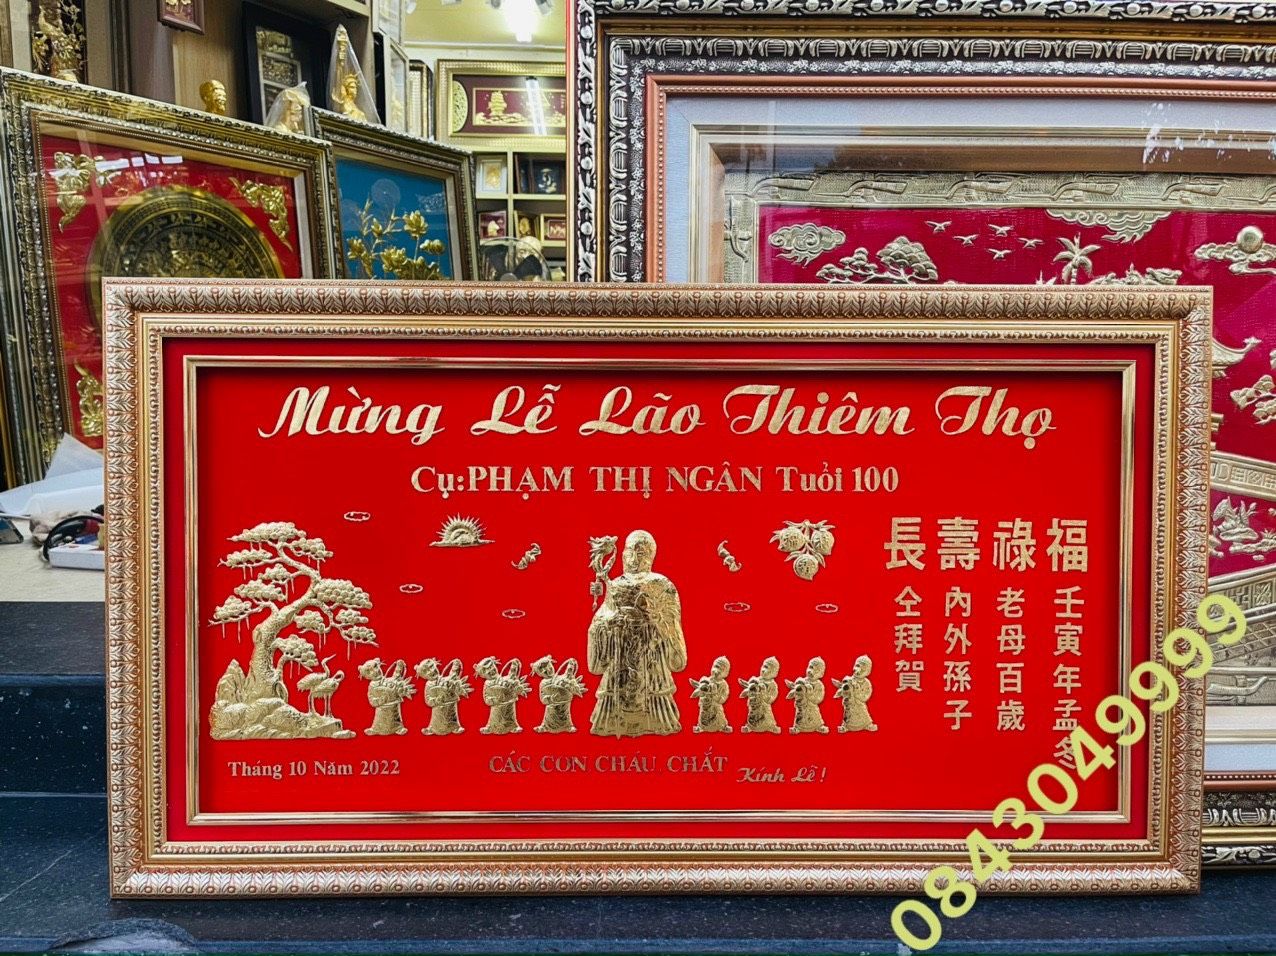 Mừng Lễ Lão Thiêm Thọ
Cụ:PHẠM THỊ NGÂN Tuổi 100
福祿壽長
壬寅年孟冬
老母百歲
內外孫子
全拜賀
Tháng 10 Năm 2022
CÁC CON CHÁU. CHẮT Kính Lễ!
0843049999